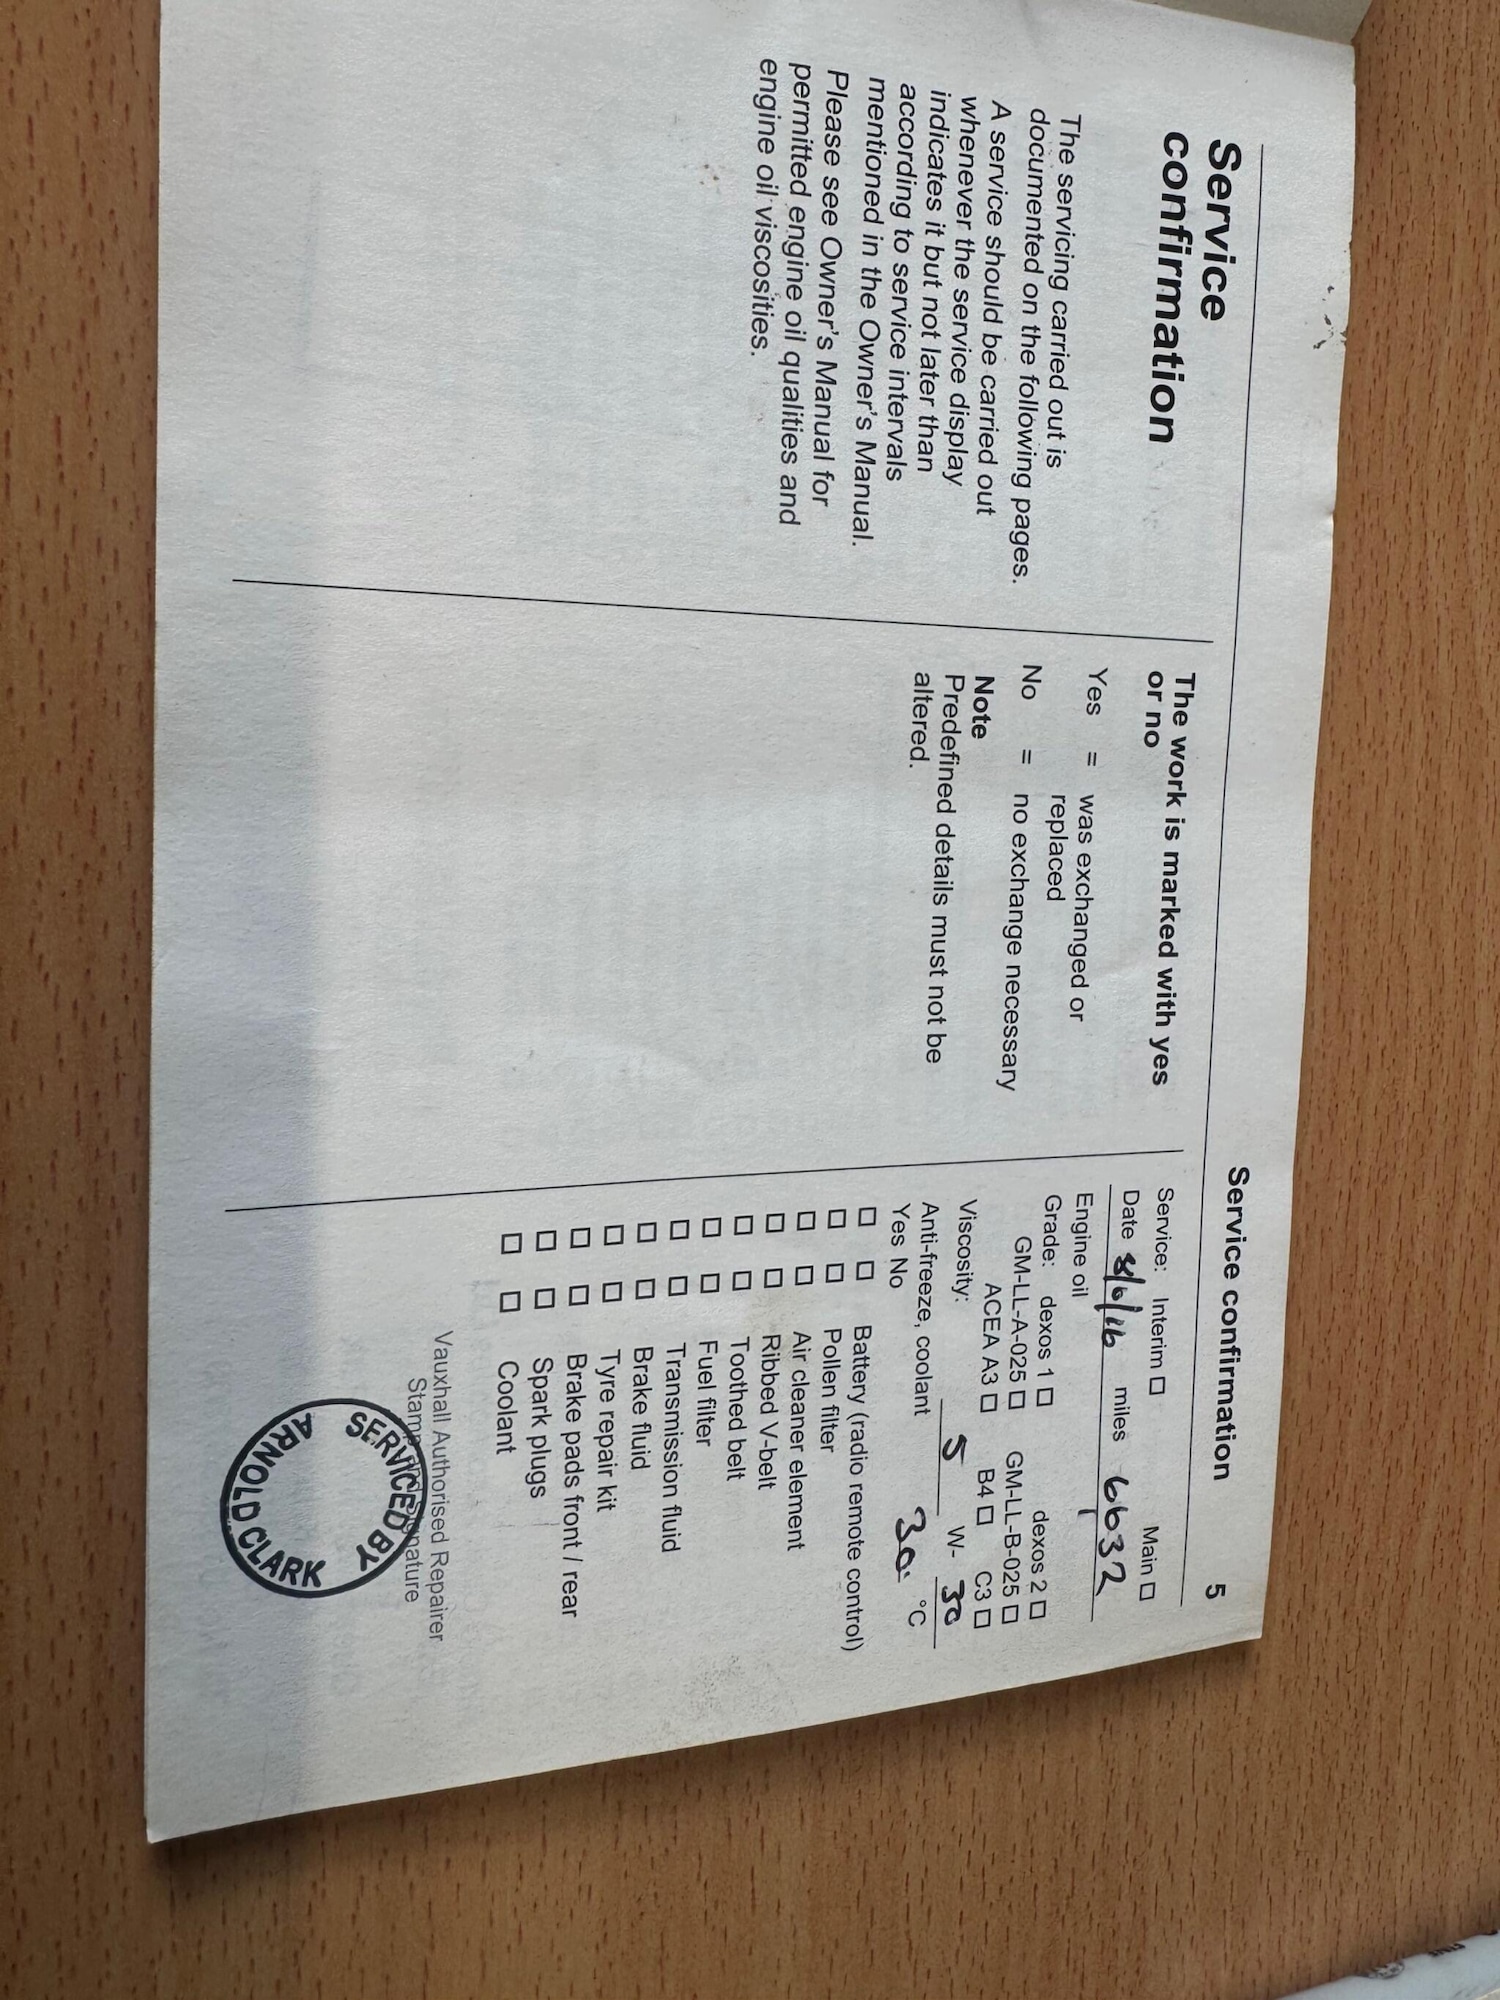 Service confirmation 5
Service
confirmation
The servicing carried out is
documented on the following pages.
A service should be carried out
whenever the service display
indicates it but not later than
according to service intervals
mentioned in the Owner's Manual.
Please see Owner's Manual for
permitted engine oil qualities and
engine oil viscosities.
The work is marked with yes
or no
Yes = was exchanged or
replaced
No = no exchange necessary
Note
Predefined details must not be
altered.
Service: Interim □ Main □
Date 8/6/16 miles 6632
Engine oil
Grade: dexos 1 □ dexos 2 □
GM-LL-A-025 □ GM-LL-B-025 □
ACEA A3 □ B4 □ C3 □
Viscosity: 5 W- 30
Anti-freeze, coolant 30 °C
Yes No
□ □ Battery (radio remote control)
□ □ Pollen filter
□ □ Air cleaner element
□ □ Ribbed V-belt
□ □ Toothed belt
□ □ Fuel filter
□ □ Transmission fluid
□ □ Brake fluid
□ □ Tyre repair kit
□ □ Brake pads front / rear
□ □ Spark plugs
□ □ Coolant
Vauxhall Authorised Repairer
SERVICED BY
ARNOLD CLARK